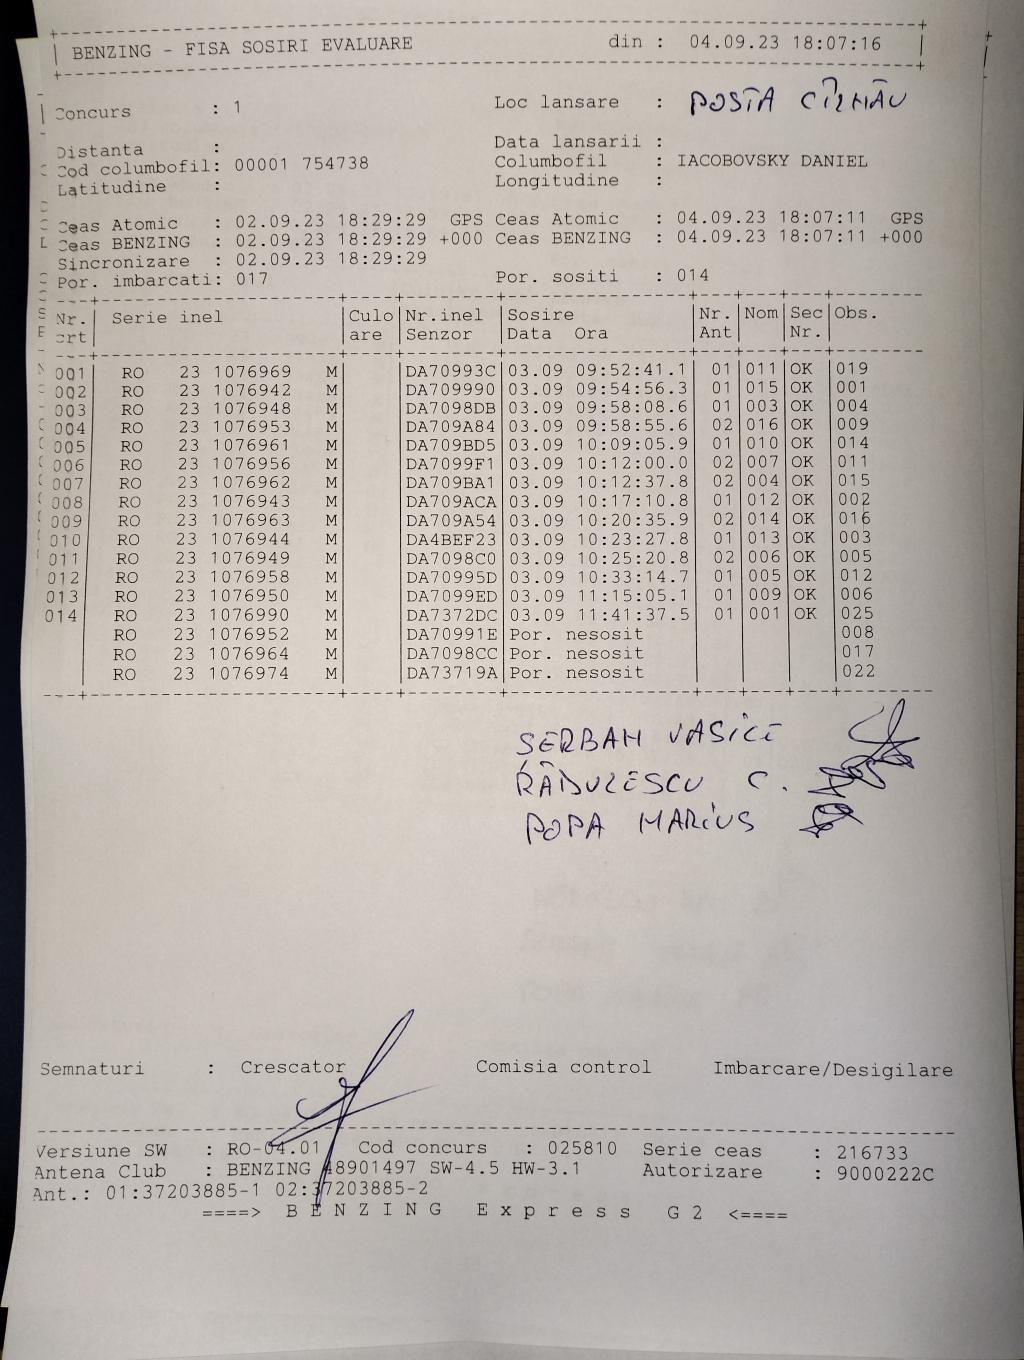 BENZING - FISA SOSIRI EVALUARE din : 04.09.23 18:07:16
Concurs : 1 Loc lansare : POSTA CÎLNĂU
Distanta : Data lansarii :
Cod columbofil: 00001 754738 Columbofil : IACOBOVSKY DANIEL
Latitudine : Longitudine :
Ceas Atomic : 02.09.23 18:29:29 GPS Ceas Atomic : 04.09.23 18:07:11 GPS
Ceas BENZING : 02.09.23 18:29:29 +000 Ceas BENZING : 04.09.23 18:07:11 +000
Sincronizare : 02.09.23 18:29:29
Por. imbarcati: 017 Por. sositi : 014
Nr. Serie inel Culo Nr.inel Sosire Nr. Nom Sec Obs.
crt are Senzor Data Ora Ant Nr.
001 RO 23 1076969 M DA70993C 03.09 09:52:41.1 01 011 OK 019
002 RO 23 1076942 M DA709990 03.09 09:54:56.3 01 015 OK 001
003 RO 23 1076948 M DA7098DB 03.09 09:58:08.6 01 003 OK 004
004 RO 23 1076953 M DA709A84 03.09 09:58:55.6 02 016 OK 009
005 RO 23 1076961 M DA709BD5 03.09 10:09:05.9 01 010 OK 014
006 RO 23 1076956 M DA7099F1 03.09 10:12:00.0 02 007 OK 011
007 RO 23 1076962 M DA709BA1 03.09 10:12:37.8 02 004 OK 015
008 RO 23 1076943 M DA709ACA 03.09 10:17:10.8 01 012 OK 002
009 RO 23 1076963 M DA709A54 03.09 10:20:35.9 02 014 OK 016
010 RO 23 1076944 M DA4BEF23 03.09 10:23:27.8 01 013 OK 003
011 RO 23 1076949 M DA7098C0 03.09 10:25:20.8 02 006 OK 005
012 RO 23 1076958 M DA70995D 03.09 10:33:14.7 01 005 OK 012
013 RO 23 1076950 M DA7099ED 03.09 11:15:05.1 01 009 OK 006
014 RO 23 1076990 M DA7372DC 03.09 11:41:37.5 01 001 OK 025
RO 23 1076952 M DA70991E Por. nesosit 008
RO 23 1076964 M DA7098CC Por. nesosit 017
RO 23 1076974 M DA73719A Por. nesosit 022
ȘERBAN VASILE
RĂDULESCU C.
POPA MARIUS
Semnaturi : Crescator Comisia control Imbarcare/Desigilare
Versiune SW : RO-04.01 Cod concurs : 025810 Serie ceas : 216733
Antena Club : BENZING 48901497 SW-4.5 HW-3.1 Autorizare : 9000222C
Ant.: 01:37203885-1 02:37203885-2
====> B E N Z I N G E x p r e s s G 2 <====